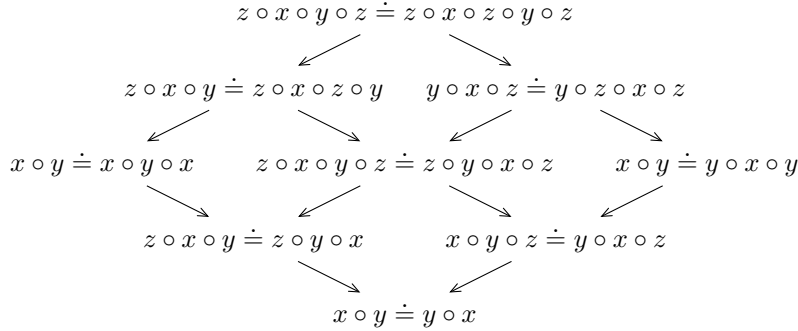 z ∘ x ∘ y ∘ z ≐ z ∘ x ∘ z ∘ y ∘ z
z ∘ x ∘ y ≐ z ∘ x ∘ z ∘ y y ∘ x ∘ z ≐ y ∘ z ∘ x ∘ z
x ∘ y ≐ x ∘ y ∘ x z ∘ x ∘ y ∘ z ≐ z ∘ y ∘ x ∘ z x ∘ y ≐ y ∘ x ∘ y
z ∘ x ∘ y ≐ z ∘ y ∘ x x ∘ y ∘ z ≐ y ∘ x ∘ z
x ∘ y ≐ y ∘ x